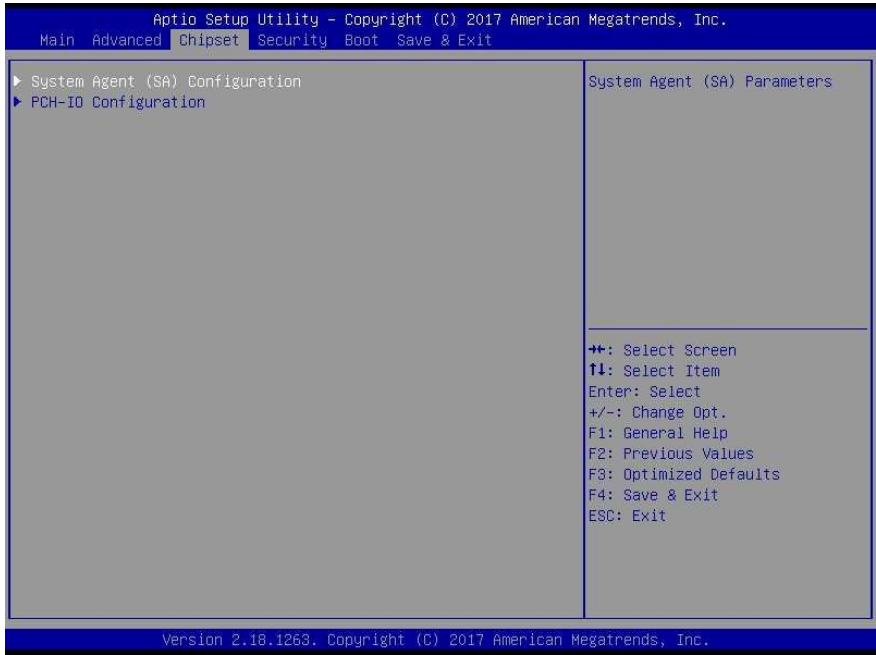 Aptio Setup Utility – Copyright (C) 2017 American Megatrends, Inc.
Main Advanced Chipset Security Boot Save & Exit
▶ System Agent (SA) Configuration
▶ PCH-IO Configuration
System Agent (SA) Parameters
→←: Select Screen
↑↓: Select Item
Enter: Select
+/-: Change Opt.
F1: General Help
F2: Previous Values
F3: Optimized Defaults
F4: Save & Exit
ESC: Exit
Version 2.18.1263. Copyright (C) 2017 American Megatrends, Inc.